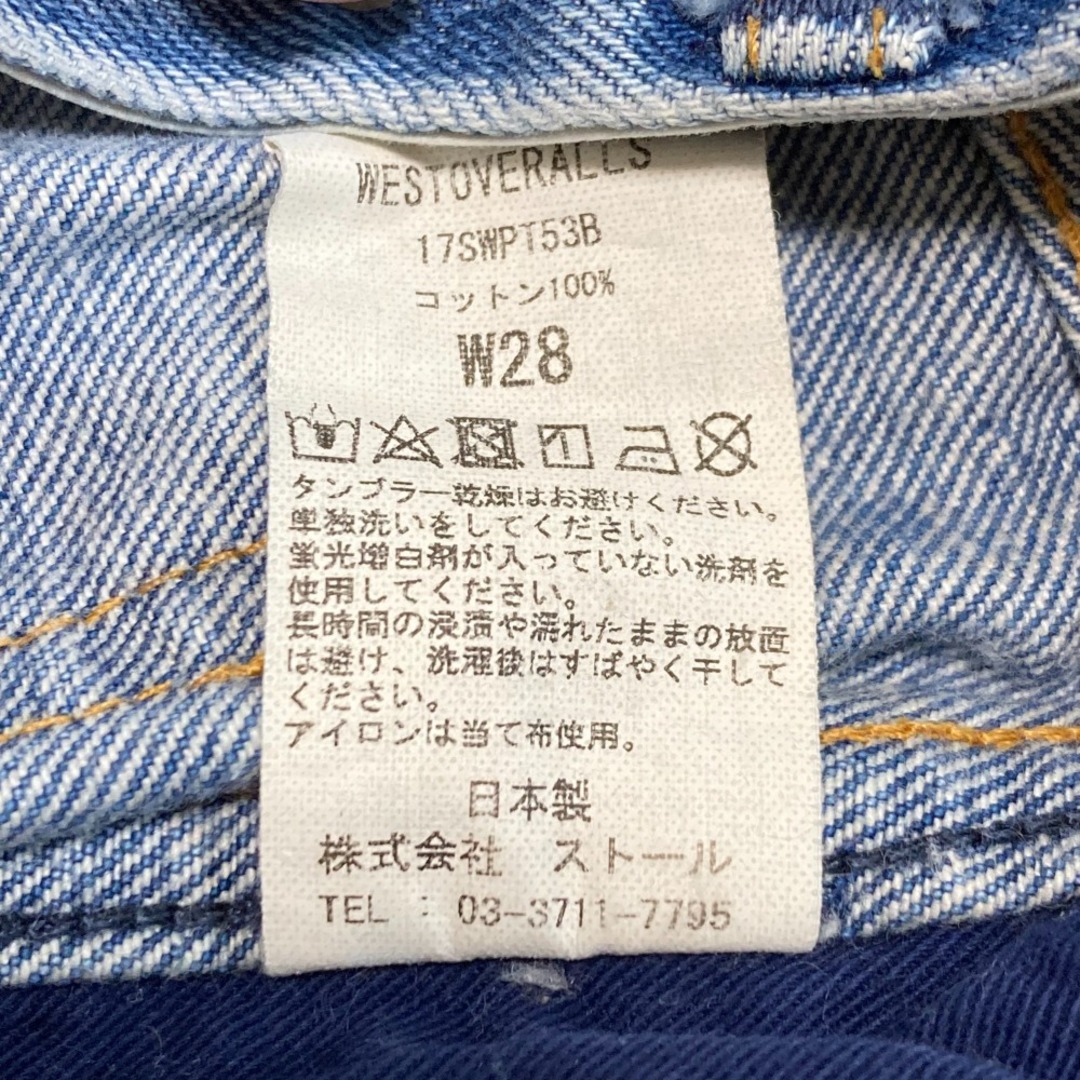 WESTOVERALLS
17SWPT53B
コットン100%
W28
タンブラー乾燥はお避けください。
単独洗いをしてください。
蛍光増白剤が入っていない洗剤を
使用してください。
長時間の浸漬や濡れたままの放置
は避け、洗濯後はすばやく干して
ください。
アイロンは当て布使用。
日本製
株式会社 ストール
TEL : 03-3711-7795